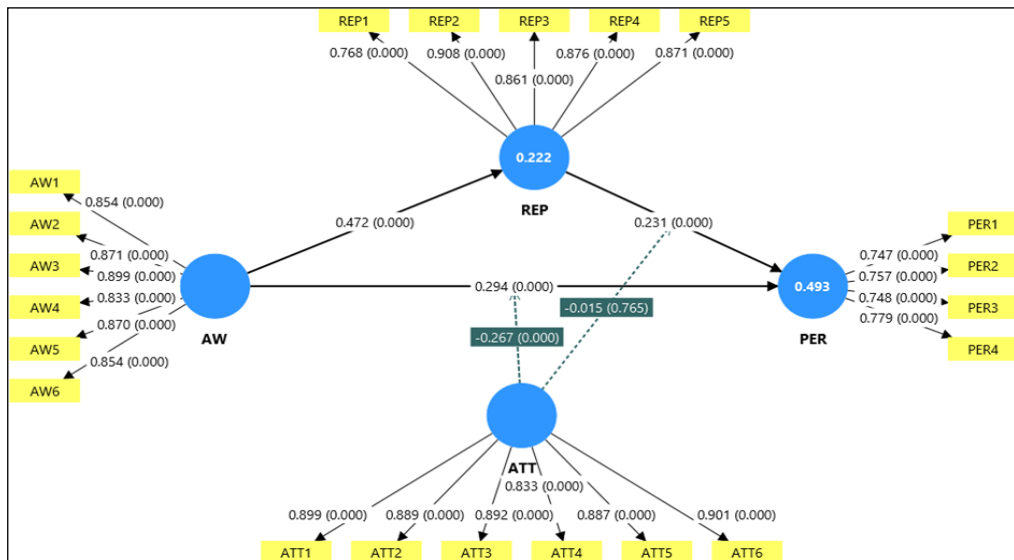 REP1 REP2 REP3 REP4 REP5
0.768 (0.000) 0.908 (0.000) 0.861 (0.000) 0.876 (0.000) 0.871 (0.000)
0.222
REP
AW1
AW2
AW3
AW4
AW5
AW6
0.854 (0.000)
0.871 (0.000)
0.899 (0.000)
0.833 (0.000)
0.870 (0.000)
0.854 (0.000)
AW
0.472 (0.000)
0.231 (0.000)
0.294 (0.000)
-0.015 (0.765)
-0.267 (0.000)
0.493
PER
0.747 (0.000)
0.757 (0.000)
0.748 (0.000)
0.779 (0.000)
PER1
PER2
PER3
PER4
ATT
0.833 (0.000)
0.899 (0.000) 0.889 (0.000) 0.892 (0.000) 0.887 (0.000) 0.901 (0.000)
ATT1 ATT2 ATT3 ATT4 ATT5 ATT6